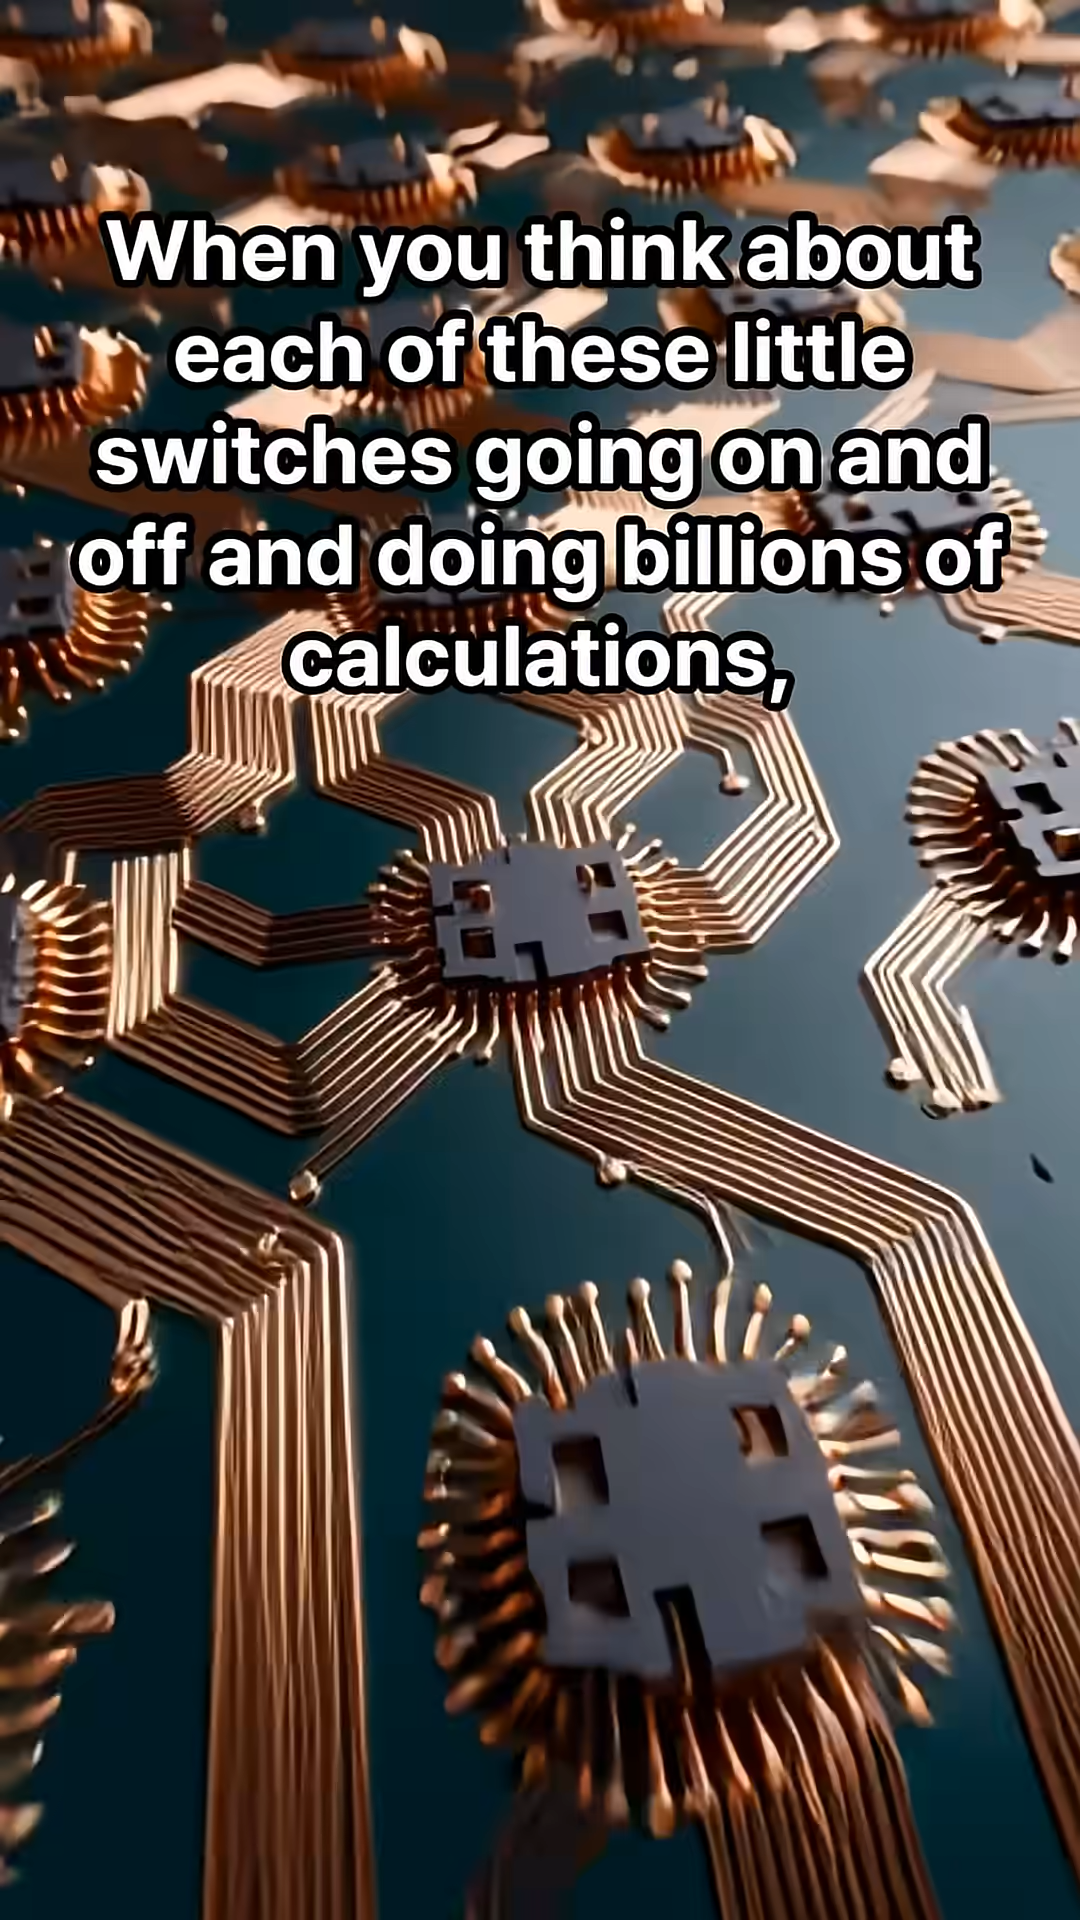 When you think about
each of these little
switches going on and
off and doing billions of
calculations,